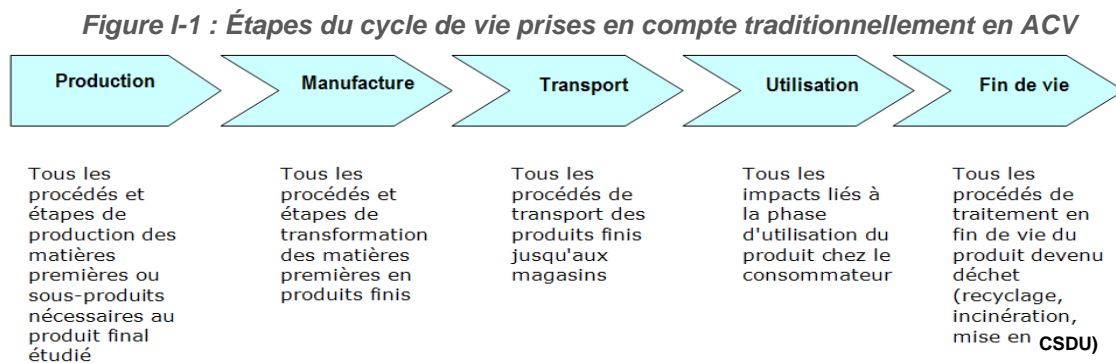 Figure I-1 : Étapes du cycle de vie prises en compte traditionnellement en ACV
Production
Manufacture
Transport
Utilisation
Fin de vie
Tous les
procédés et
étapes de
production des
matières
premières ou
sous-produits
nécessaires au
produit final
étudié
Tous les
procédés et
étapes de
transformation
des matières
premières en
produits finis
Tous les
procédés de
transport des
produits finis
jusqu'aux
magasins
Tous les
impacts liés à
la phase
d'utilisation du
produit chez le
consommateur
Tous les
procédés de
traitement en
fin de vie du
produit devenu
déchet
(recyclage,
incinération,
mise en CSDU)